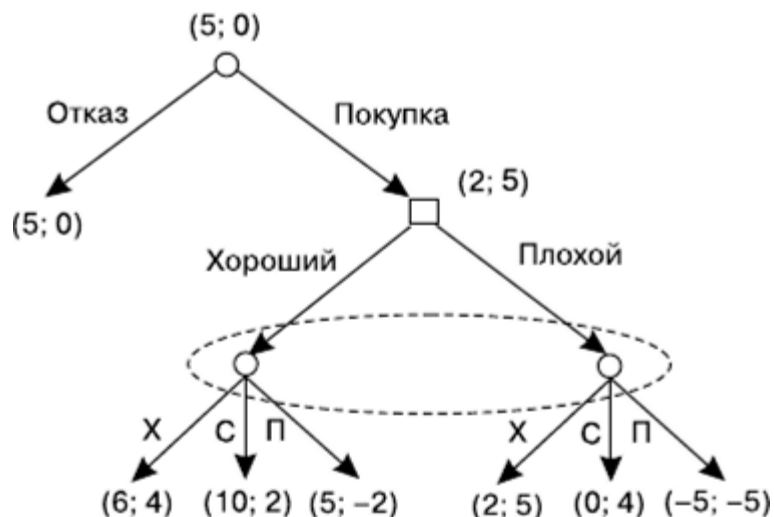 (5; 0)
Отказ Покупка
(5; 0) (2; 5)
Хороший Плохой
Х С П Х С П
(6; 4) (10; 2) (5; –2) (2; 5) (0; 4) (–5; –5)